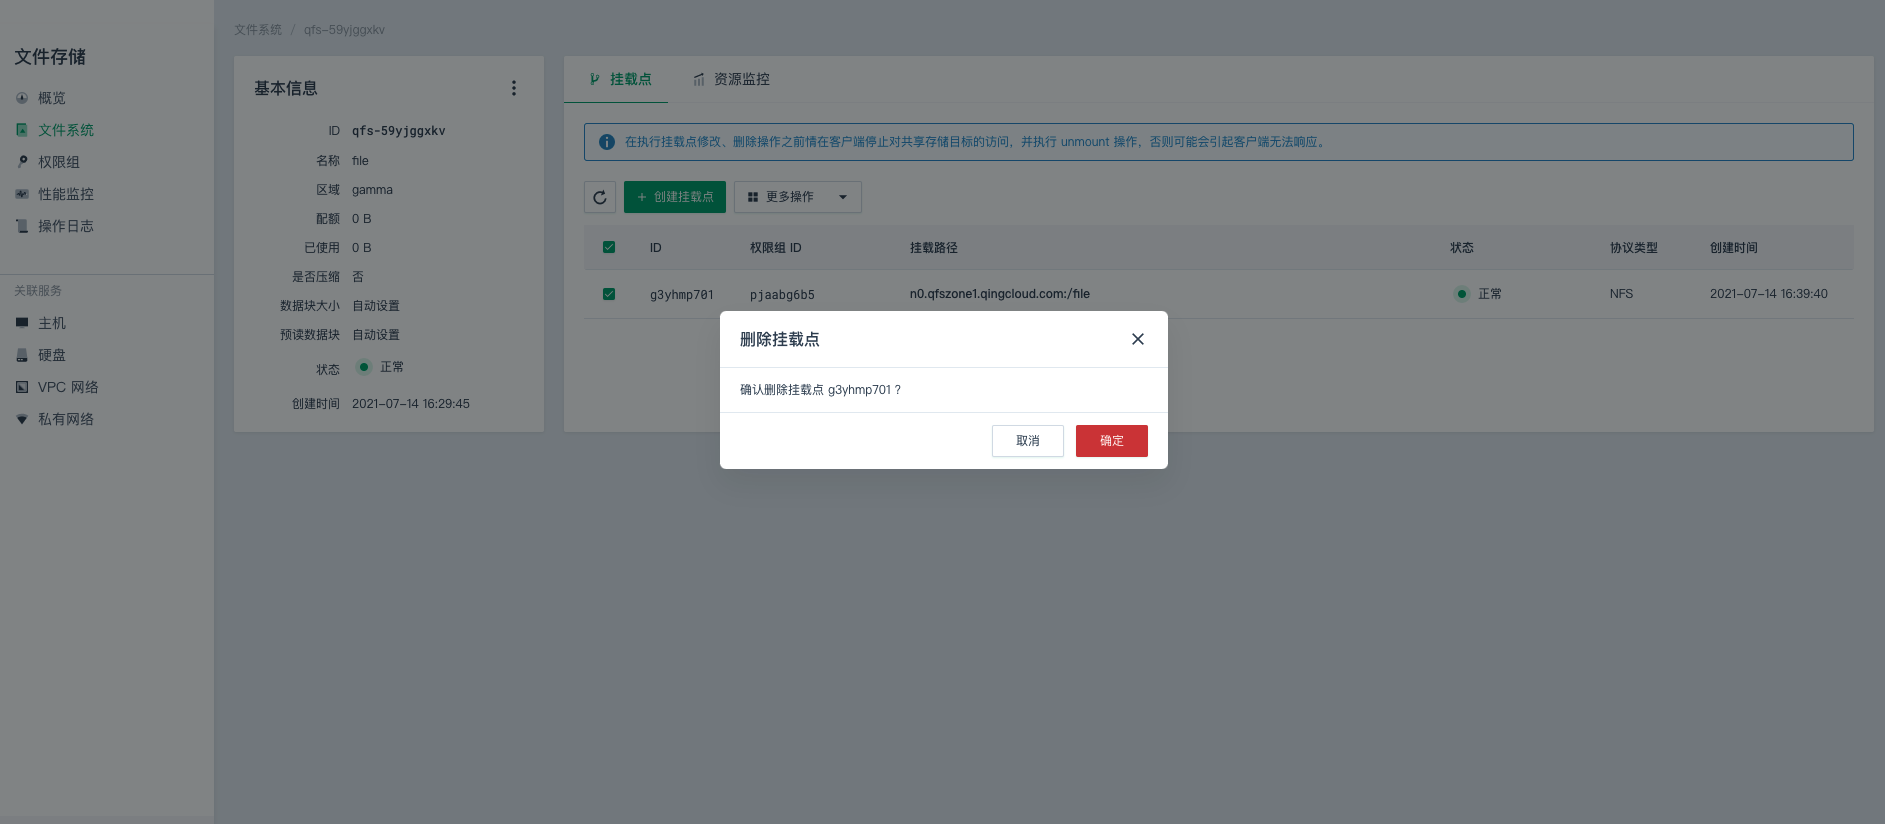 文件系统 / qfs-59yjggxkv
文件存储
概览
文件系统
权限组
性能监控
操作日志
关联服务
主机
硬盘
VPC 网络
私有网络
基本信息
ID qfs-59yjggxkv
名称 file
区域 gamma
配额 0 B
已使用 0 B
是否压缩 否
数据块大小 自动设置
预读数据块 自动设置
状态 正常
创建时间 2021-07-14 16:29:45
挂载点 资源监控
在执行挂载点修改、删除操作之前情在客户端停止对共享存储目标的访问，并执行 unmount 操作，否则可能会引起客户端无法响应。
+ 创建挂载点 更多操作
ID 权限组 ID 挂载路径 状态 协议类型 创建时间
g3yhmp701 pjaabg6b5 n0.qfszone1.qingcloud.com:/file 正常 NFS 2021-07-14 16:39:40
删除挂载点
确认删除挂载点 g3yhmp701 ?
取消 确定